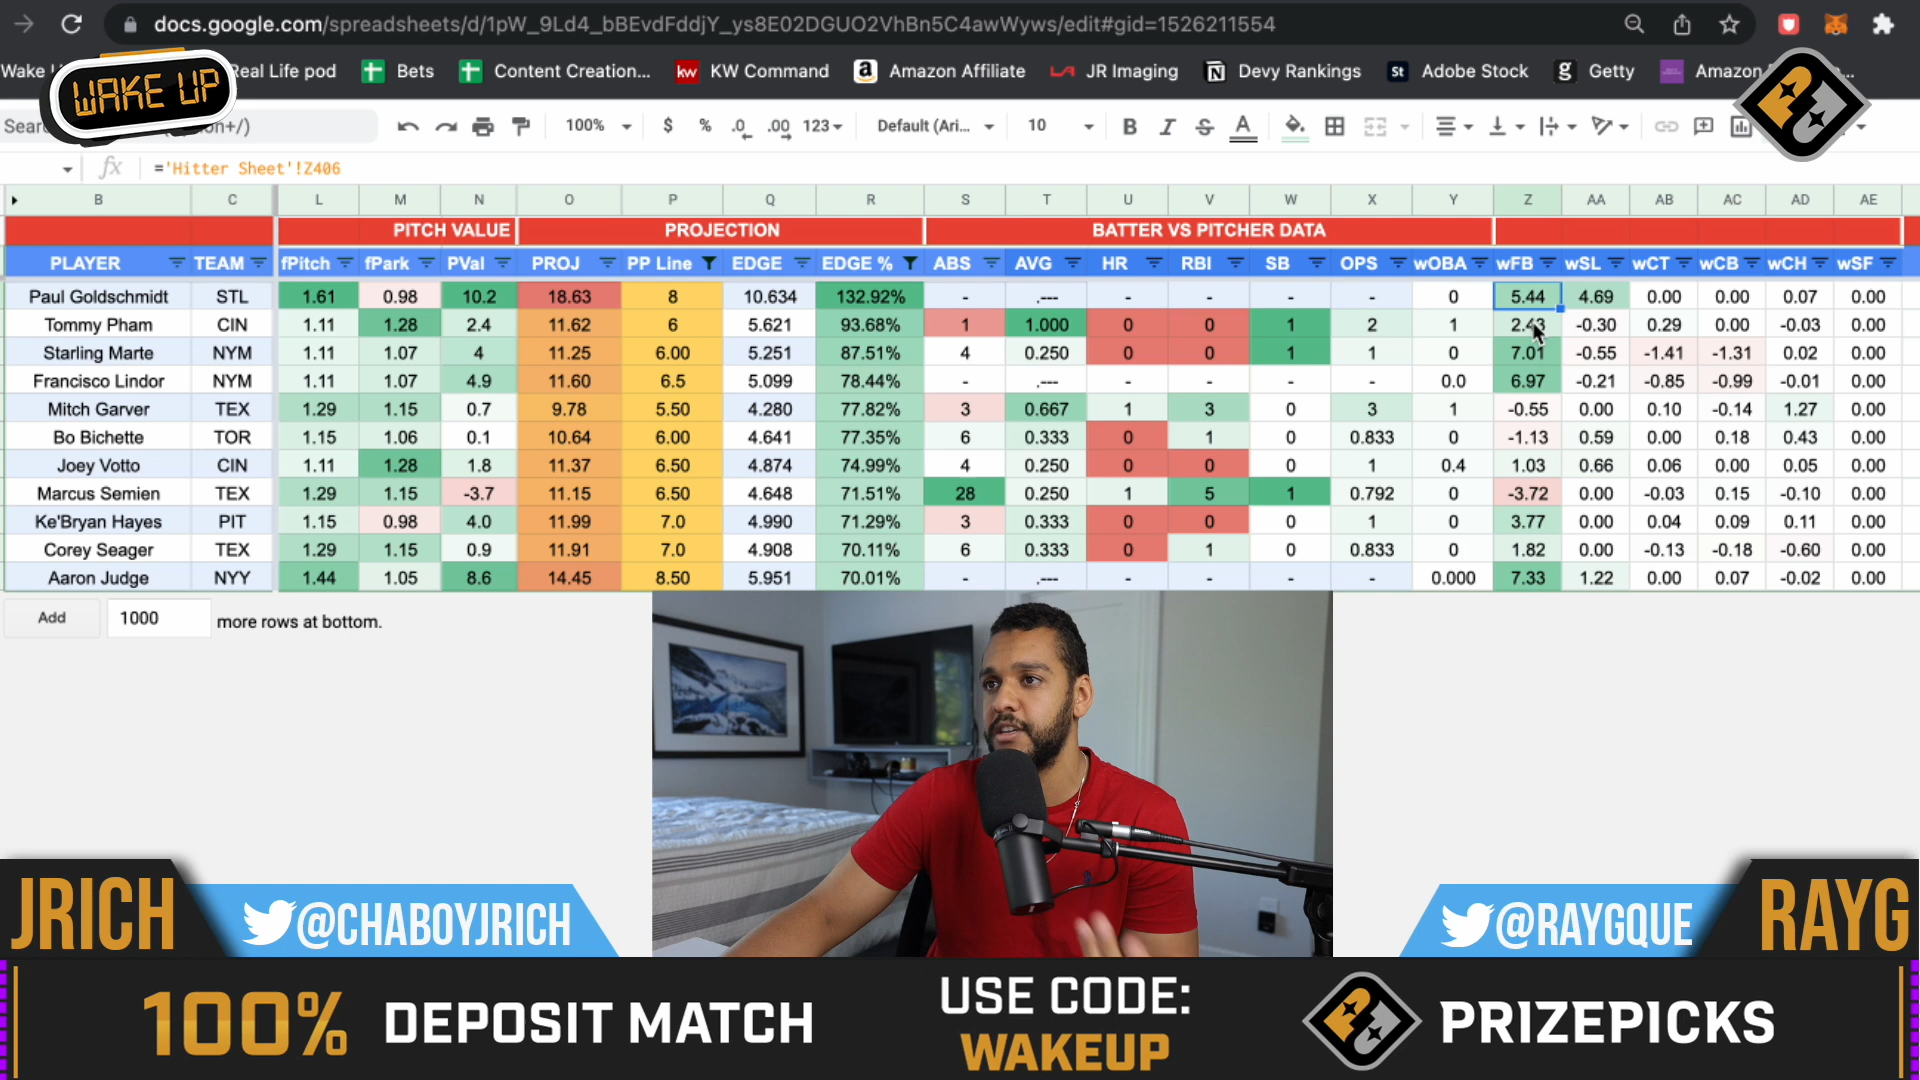 docs.google.com/spreadsheets/d/1pW_9Ld4_bBEvdFddjY_ys8E02DGUO2VhBn5C4awWyws/edit#gid=1526211554
Wake Real Life pod Bets Content Creation... KW Command Amazon Affiliate JR Imaging Devy Rankings Adobe Stock Getty Amazon
WAKE UP
100% $ % .0 .00 123 Default (Ari... 10 B I S A
fx ='Hitter Sheet'!Z406
B C L M N O P Q R S T U V W X Y Z AA AB AC AD AE
PITCH VALUE PROJECTION BATTER VS PITCHER DATA
PLAYER TEAM fPitch fPark PVal PROJ PP Line EDGE EDGE % ABS AVG HR RBI SB OPS wOBA wFB wSL wCT wCB wCH wSF
Paul Goldschmidt STL 1.61 0.98 10.2 18.63 8 10.634 132.92% - .--- - - - - 0 5.44 4.69 0.00 0.00 0.07 0.00
Tommy Pham CIN 1.11 1.28 2.4 11.62 6 5.621 93.68% 1 1.000 0 0 1 2 1 -0.30 0.29 0.00 -0.03 0.00
Starling Marte NYM 1.11 1.07 4 11.25 6.00 5.251 87.51% 4 0.250 0 0 1 1 0 7.01 -0.55 -1.41 -1.31 0.02 0.00
Francisco Lindor NYM 1.11 1.07 4.9 11.60 6.5 5.099 78.44% - .--- - - - - 0.0 6.97 -0.21 -0.85 -0.99 -0.01 0.00
Mitch Garver TEX 1.29 1.15 0.7 9.78 5.50 4.280 77.82% 3 0.667 1 3 0 3 1 -0.55 0.00 0.10 -0.14 1.27 0.00
Bo Bichette TOR 1.15 1.06 0.1 10.64 6.00 4.641 77.35% 6 0.333 0 1 0 0.833 0 -1.13 0.59 0.00 0.18 0.43 0.00
Joey Votto CIN 1.11 1.28 1.8 11.37 6.50 4.874 74.99% 4 0.250 0 0 0 1 0.4 1.03 0.66 0.06 0.00 0.05 0.00
Marcus Semien TEX 1.29 1.15 -3.7 11.15 6.50 4.648 71.51% 28 0.250 1 5 1 0.792 0 -3.72 0.00 -0.03 0.15 -0.10 0.00
Ke'Bryan Hayes PIT 1.15 0.98 4.0 11.99 7.0 4.990 71.29% 3 0.333 0 0 0 1 0 3.77 0.00 0.04 0.09 0.11 0.00
Corey Seager TEX 1.29 1.15 0.9 11.91 7.0 4.908 70.11% 6 0.333 0 1 0 0.833 0 1.82 0.00 -0.13 -0.18 -0.60 0.00
Aaron Judge NYY 1.44 1.05 8.6 14.45 8.50 5.951 70.01% - .--- - - - - 0.000 7.33 1.22 0.00 0.07 -0.02 0.00
Add 1000 more rows at bottom.
JRICH @CHABOYJRICH
@RAYGQUE RAYG
100% DEPOSIT MATCH
USE CODE:
WAKEUP
PRIZEPICKS